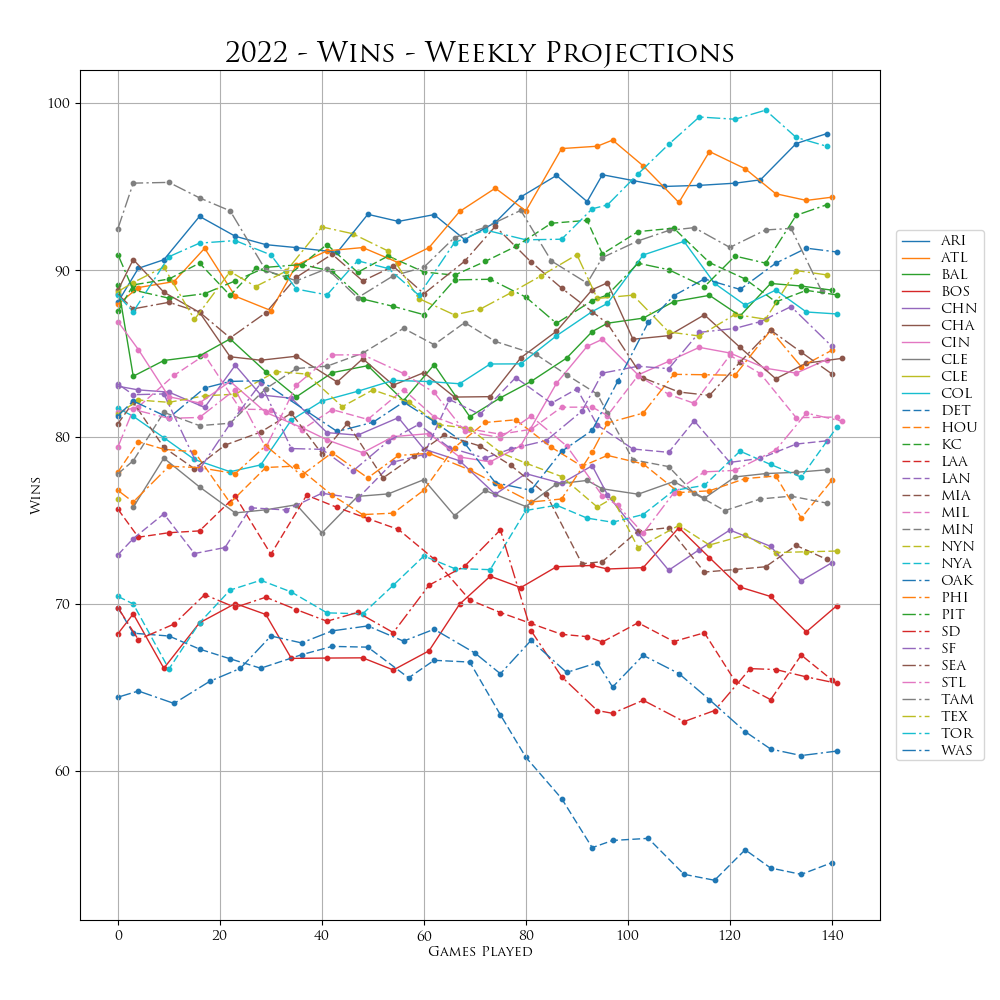 2022 - Wins - Weekly Projections
100
90
80
70
60
Wins
0 20 40 60 80 100 120 140
Games Played
ARI
ATL
BAL
BOS
CHN
CHA
CIN
CLE
CLE
COL
DET
HOU
KC
LAA
LAN
MIA
MIL
MIN
NYN
NYA
OAK
PHI
PIT
SD
SF
SEA
STL
TAM
TEX
TOR
WAS